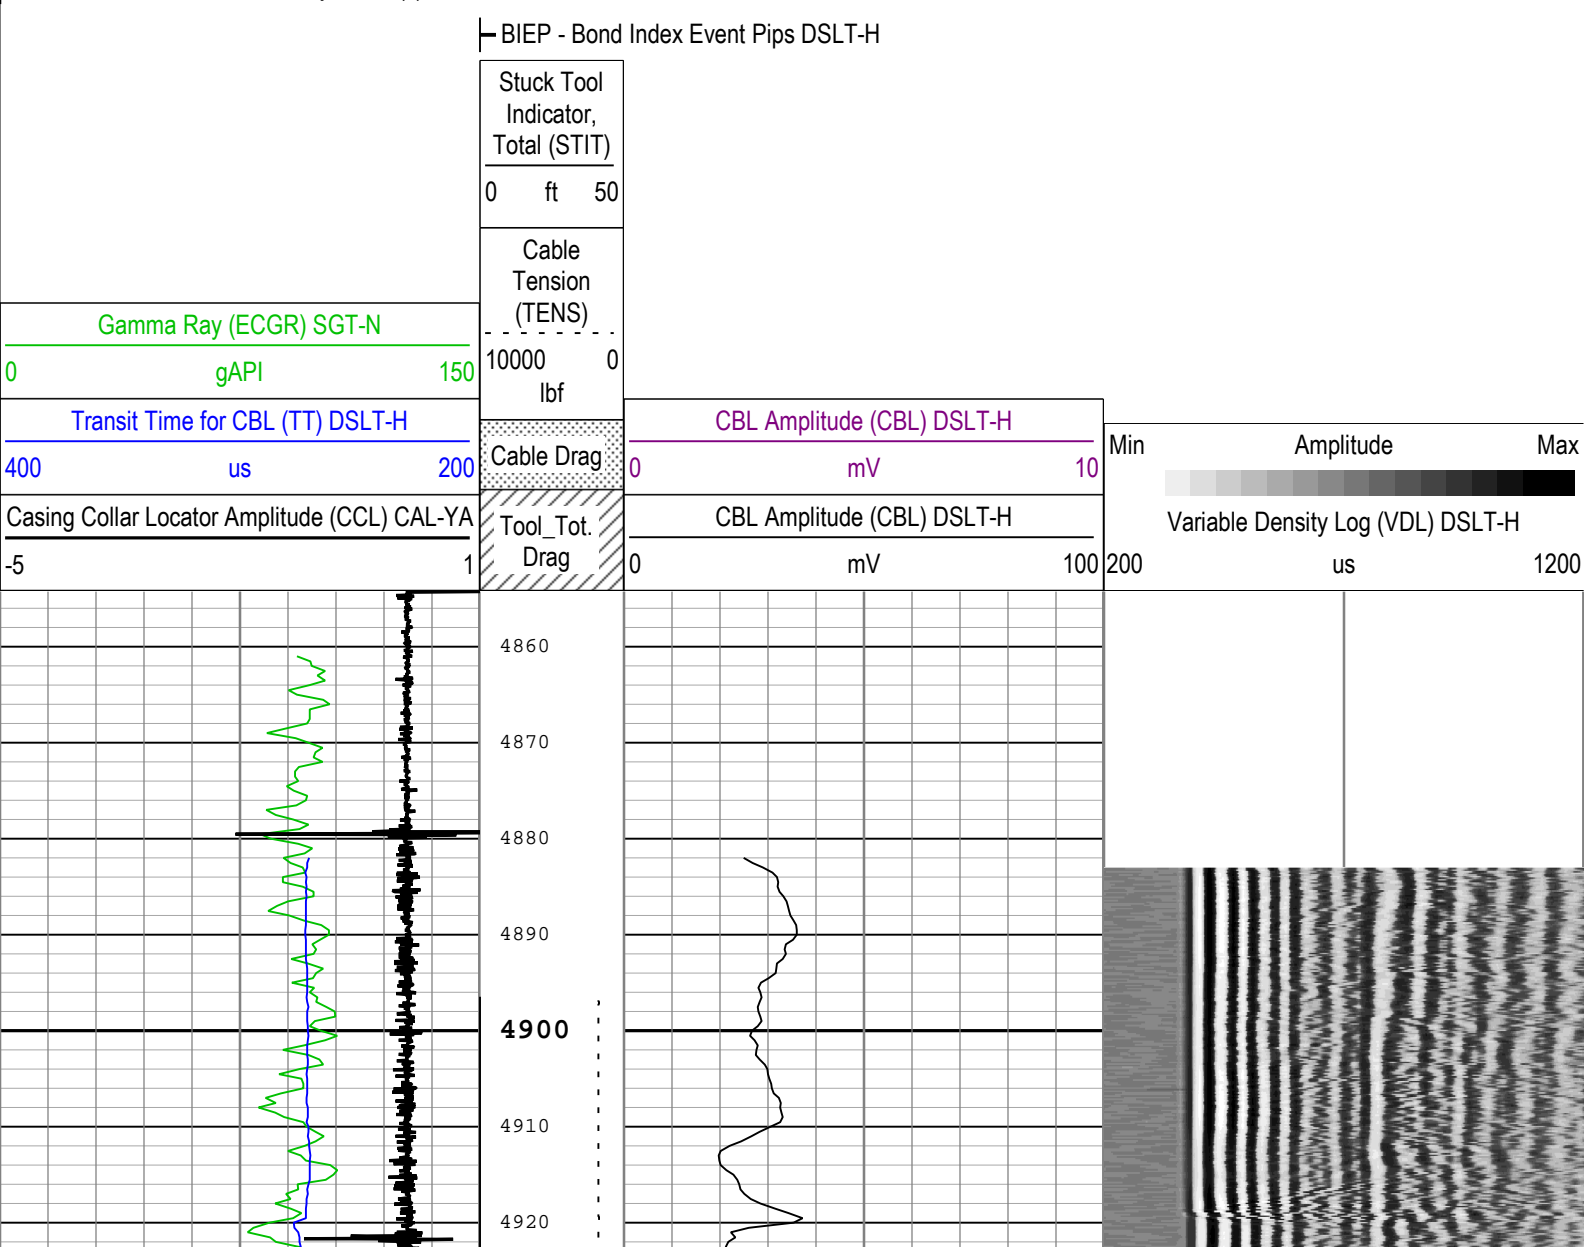 BIEP - Bond Index Event Pips DSLT-H
Stuck Tool
Indicator,
Total (STIT)
0 ft 50
Cable
Tension
(TENS)
10000 0
lbf
Gamma Ray (ECGR) SGT-N
0 gAPI 150
Transit Time for CBL (TT) DSLT-H
400 us 200
Cable Drag
CBL Amplitude (CBL) DSLT-H
0 mV 10
Min Amplitude Max
Casing Collar Locator Amplitude (CCL) CAL-YA
-5 1
Tool_Tot.
Drag
CBL Amplitude (CBL) DSLT-H
0 mV 100
Variable Density Log (VDL) DSLT-H
200 us 1200
4860
4870
4880
4890
4900
4910
4920